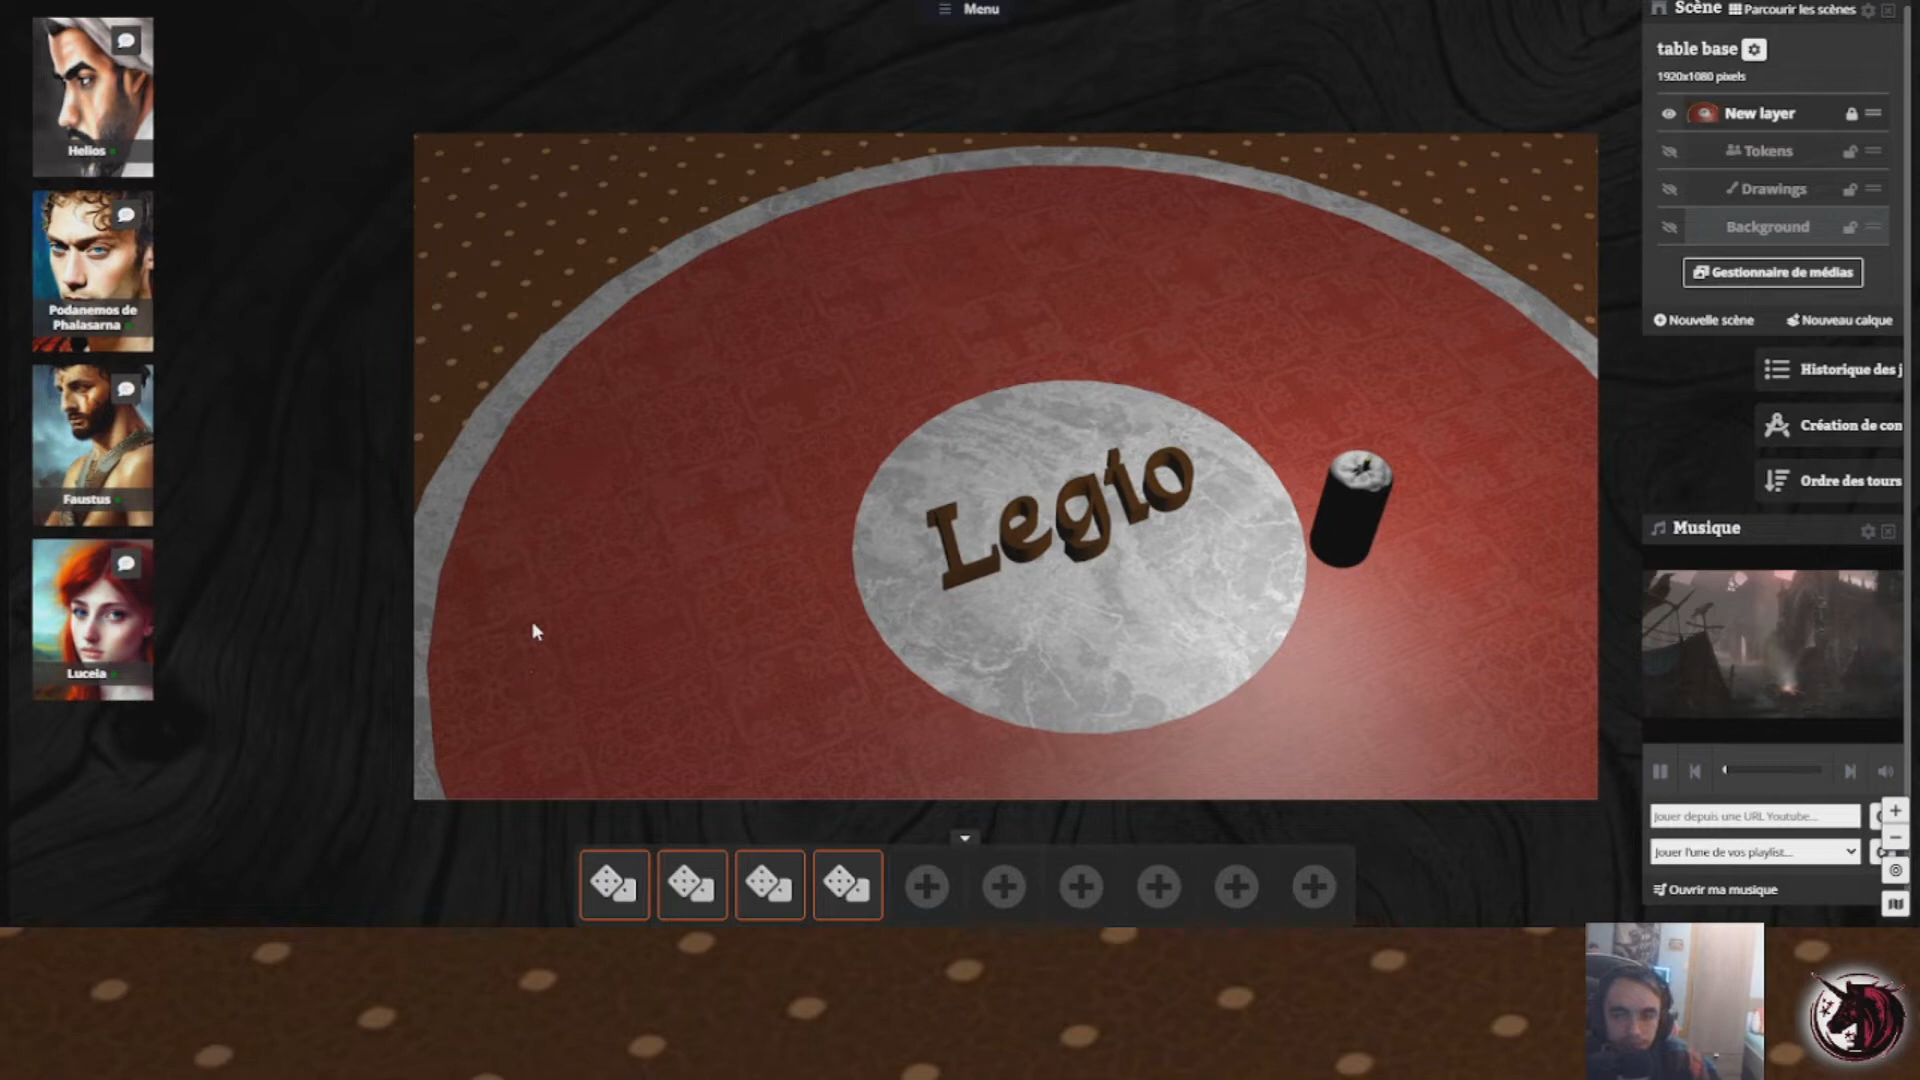 Menu
Helios
Podanemos de
Phalasarna
Faustus
Luceia
Legio
Scène Parcourir les scènes
table base
1920x1080 pixels
New layer
Tokens
Drawings
Background
Gestionnaire de médias
Nouvelle scène Nouveau calque
Historique des j
Création de con
Ordre des tours
Musique
Jouer depuis une URL Youtube...
Jouer l'une de vos playlist...
Ouvrir ma musique